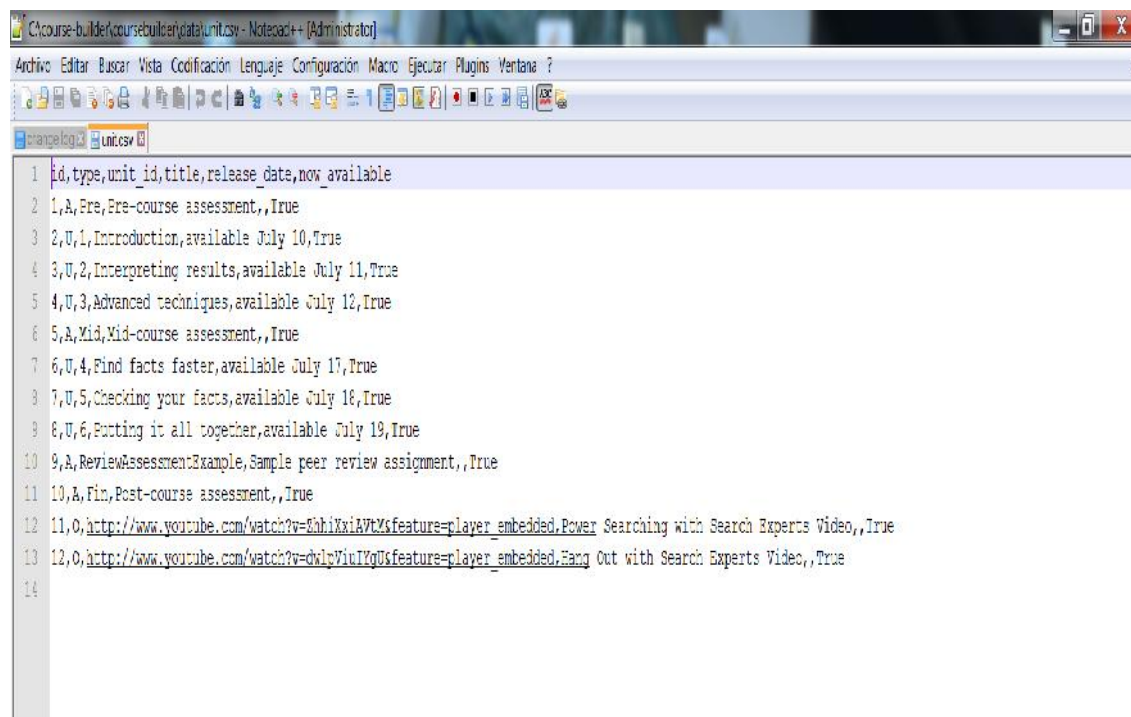 C:\course-builder\coursebuilder\data\unit.csv - Notepad++ [Administrator]
Archivo Editar Buscar Vista Codificación Lenguaje Configuración Macro Ejecutar Plugins Ventana ?
change log unit.csv
1 id,type,unit_id,title,release_date,now_available
2 1,A,Pre,Pre-course assessment,,True
3 2,U,1,Introduction,available July 10,True
4 3,U,2,Interpreting results,available July 11,True
5 4,U,3,Advanced techniques,available July 12,True
6 5,A,Mid,Mid-course assessment,,True
7 6,U,4,Find facts faster,available July 17,True
8 7,U,5,Checking your facts,available July 18,True
9 8,U,6,Putting it all together,available July 19,True
10 9,A,ReviewAssessmentExample,Sample peer review assignment,,True
11 10,A,Fin,Post-course assessment,,True
12 11,O,http://www.youtube.com/watch?v=&feature=player_embedded,Power Searching with Search Experts Video,,True
13 12,O,http://www.youtube.com/watch?v=&feature=player_embedded,Hang Out with Search Experts Video,,True
14